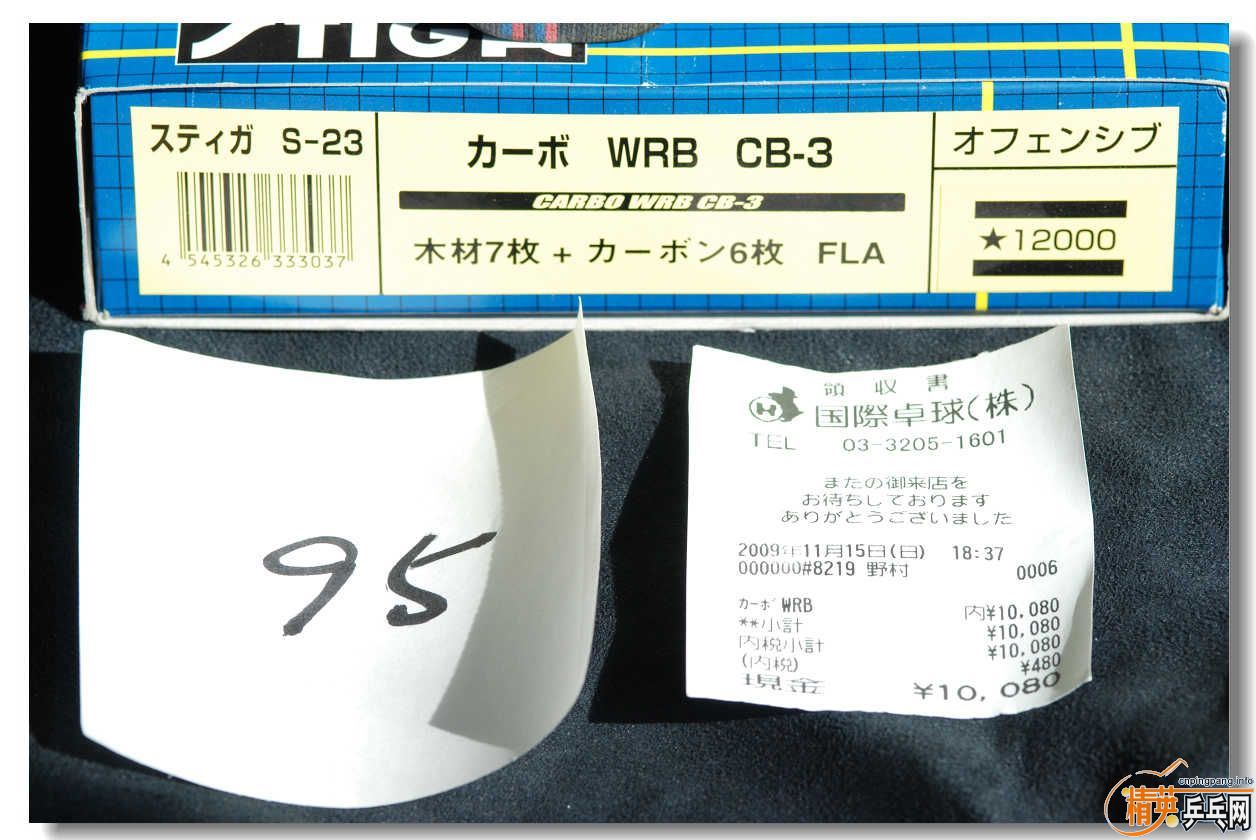 STIGA
スティガ S-23
4 545326 333037
カーボ WRB CB-3
CARBO WRB CB-3
木材7枚 + カーボン6枚 FLA
オフェンシブ
★12000
95
領収書
H 国際卓球(株)
TEL 03-3205-1601
またの御来店を
お待ちしております
ありがとうございました
2009年11月15日(日) 18:37
000000#8219 野村 0006
カーボ WRB 内¥10,080
**小計 ¥10,080
内税小計 ¥10,080
(内税) ¥480
現金 ¥10,080
cnpingpang.info
精英乒乓网